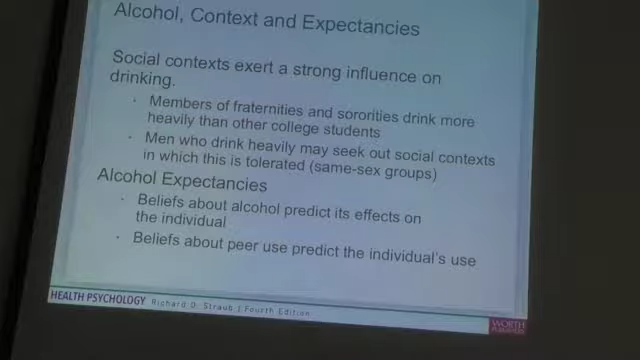 Alcohol, Context and Expectancies
Social contexts exert a strong influence on
drinking.
· Members of fraternities and sororities drink more
heavily than other college students
· Men who drink heavily may seek out social contexts
in which this is tolerated (same-sex groups)
Alcohol Expectancies
· Beliefs about alcohol predict its effects on
the individual
· Beliefs about peer use predict the individual's use
HEALTH PSYCHOLOGY Richard O. Straub | Fourth Edition
WORTH